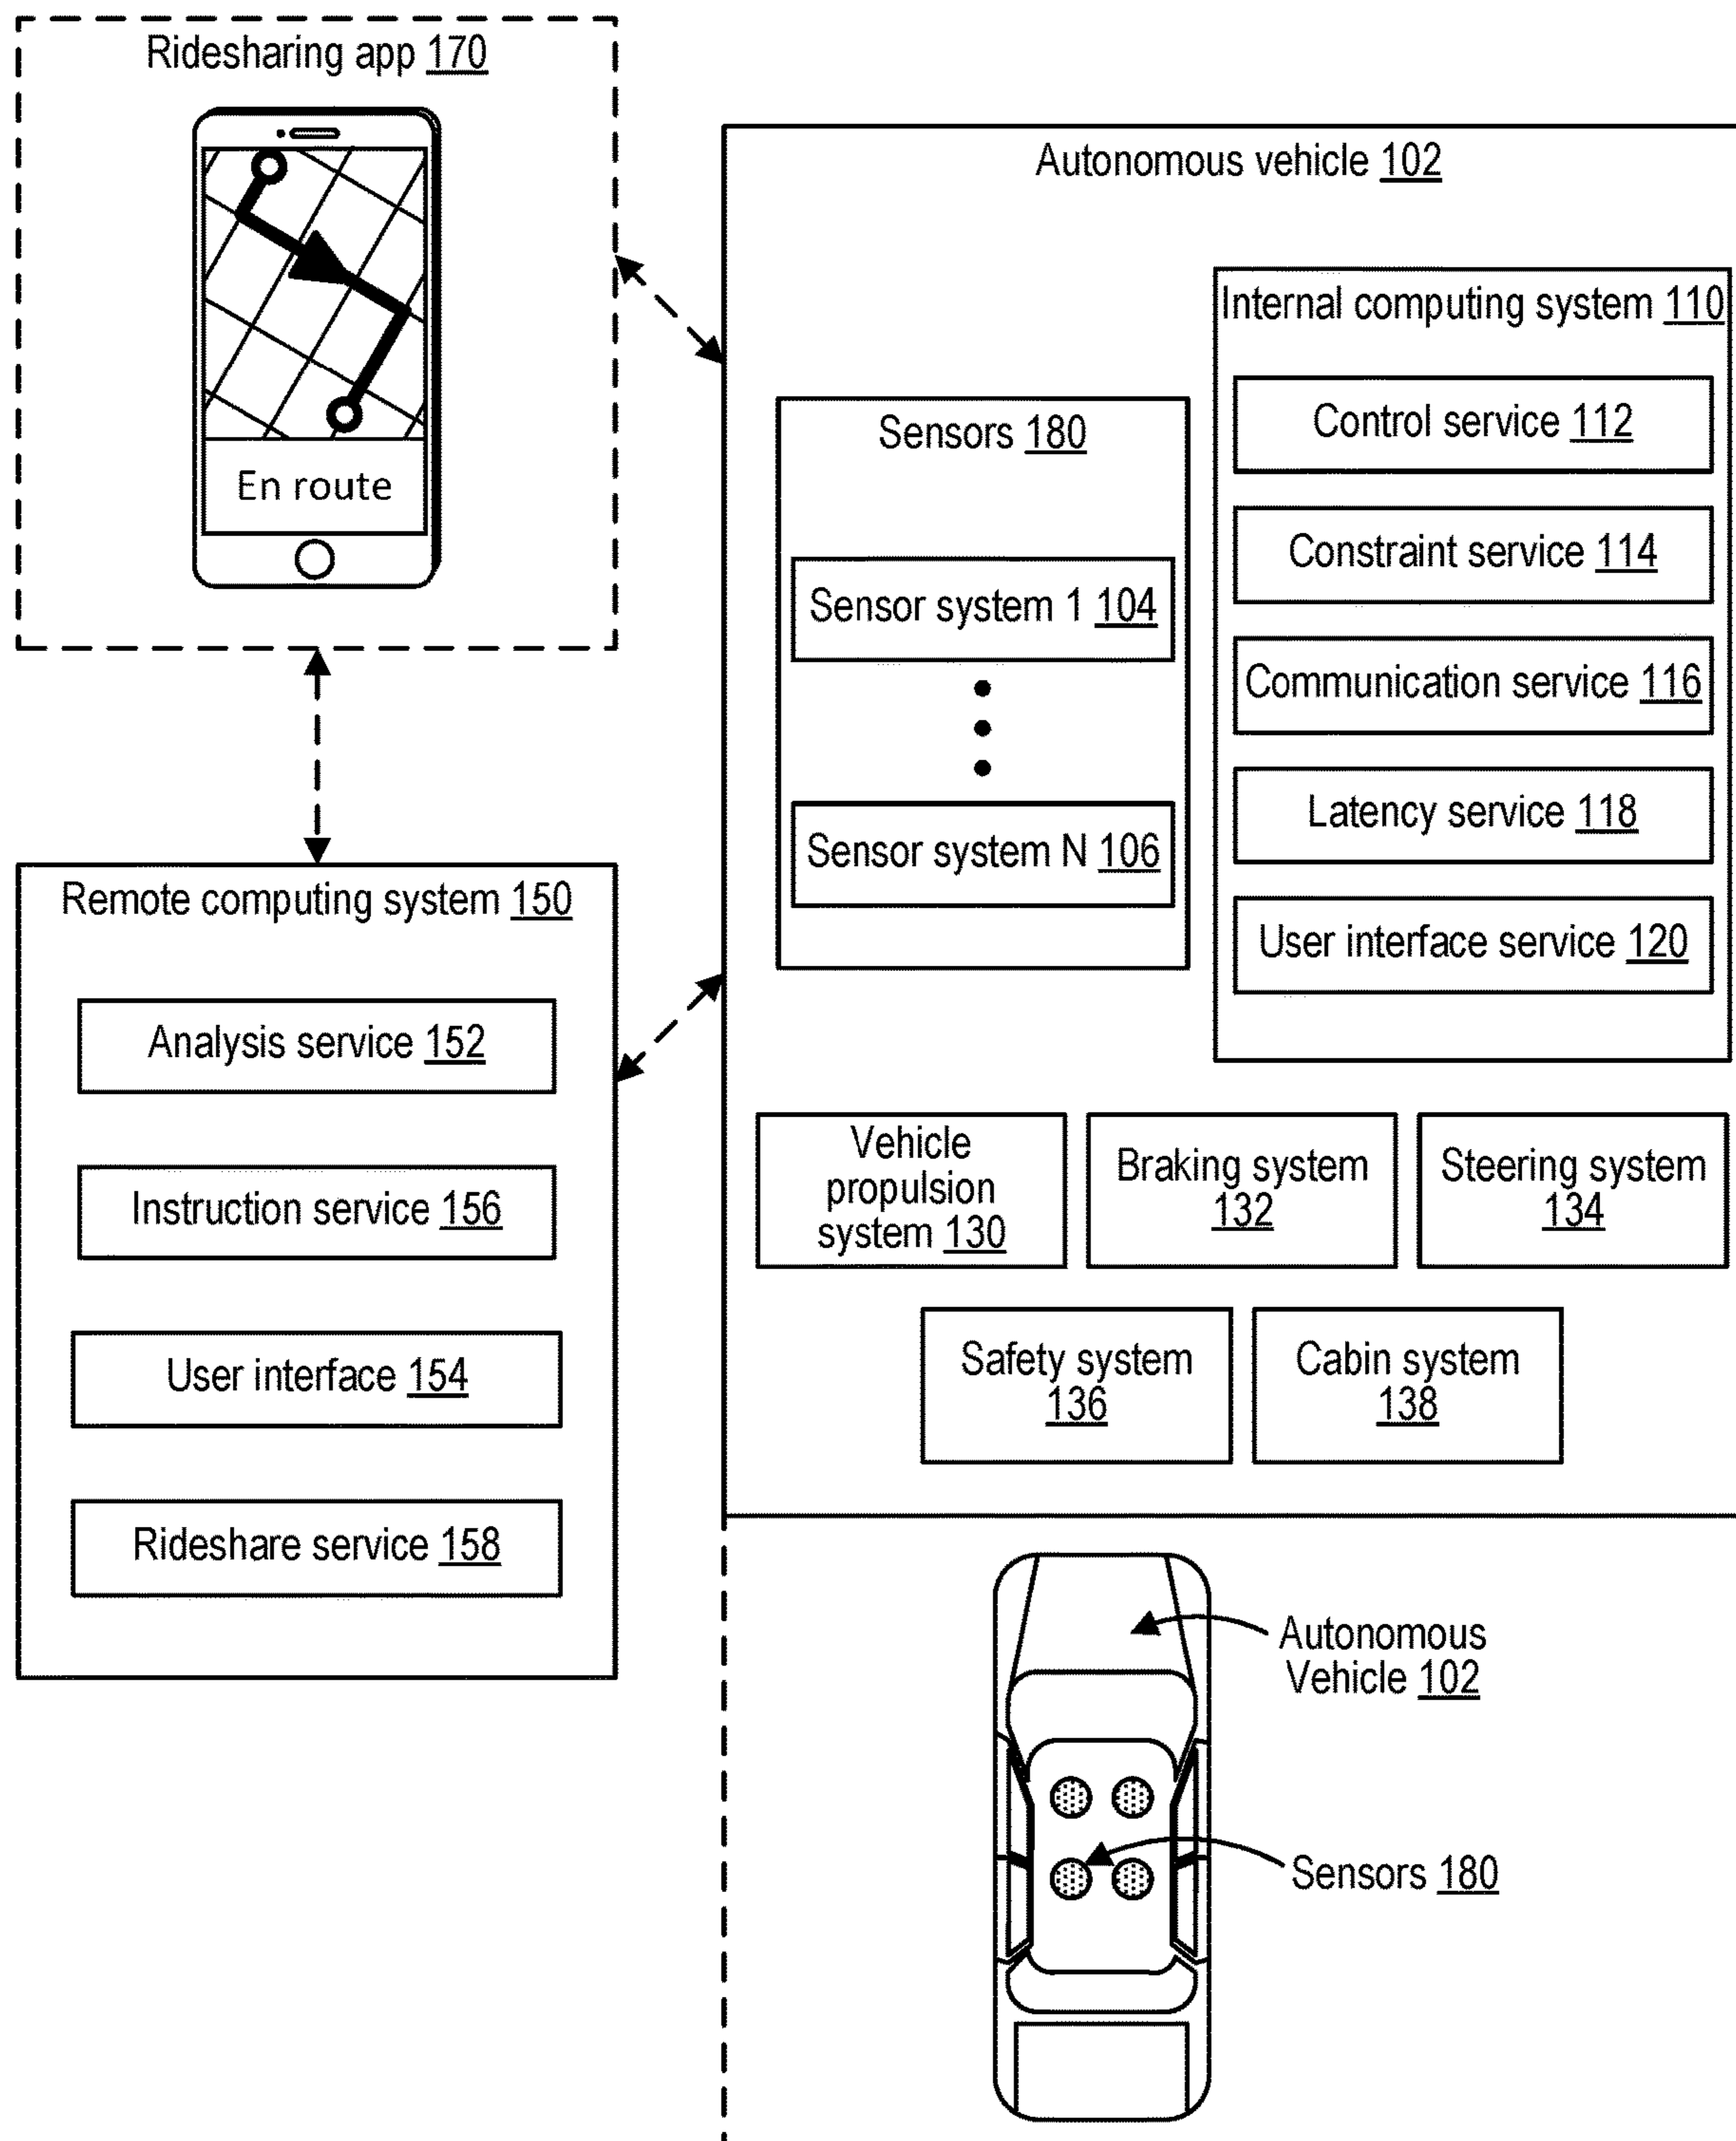 Ridesharing app 170
En route
Autonomous vehicle 102
Internal computing system 110
Control service 112
Constraint service 114
Communication service 116
Latency service 118
User interface service 120
Sensors 180
Sensor system 1 104
Sensor system N 106
Remote computing system 150
Analysis service 152
Instruction service 156
User interface 154
Rideshare service 158
Vehicle
propulsion
system 130
Braking system
132
Steering system
134
Safety system
136
Cabin system
138
Autonomous
Vehicle 102
Sensors 180